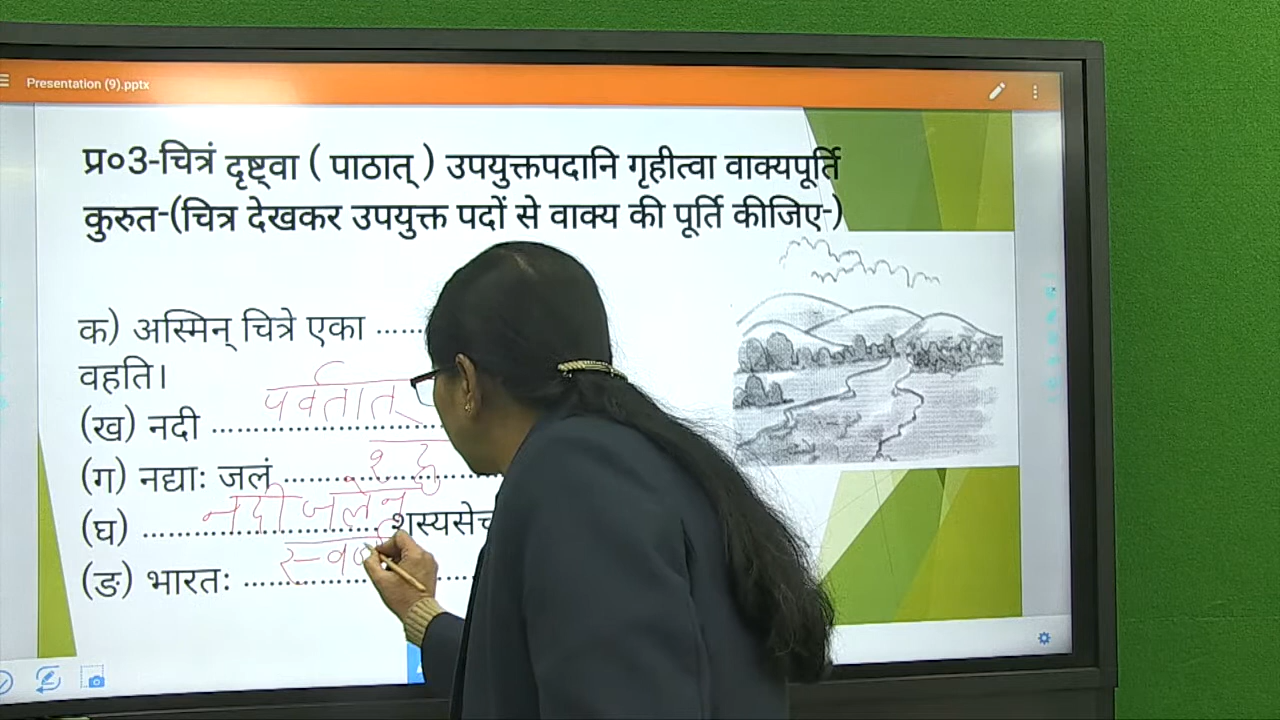 Presentation (9).pptx
प्र०3-चित्रं दृष्ट्वा ( पाठात् ) उपयुक्तपदानि गृहीत्वा वाक्यपूर्ति
कुरुत-(चित्र देखकर उपयुक्त पदों से वाक्य की पूर्ति कीजिए-)
क) अस्मिन् चित्रे एका ......
वहति।
पर्वतात्
(ख) नदी ..............................
(ग) नद्याः जलं ..............................
नदी जलेन
(घ) .............................. शस्यसे
(ङ) भारतः ..............................